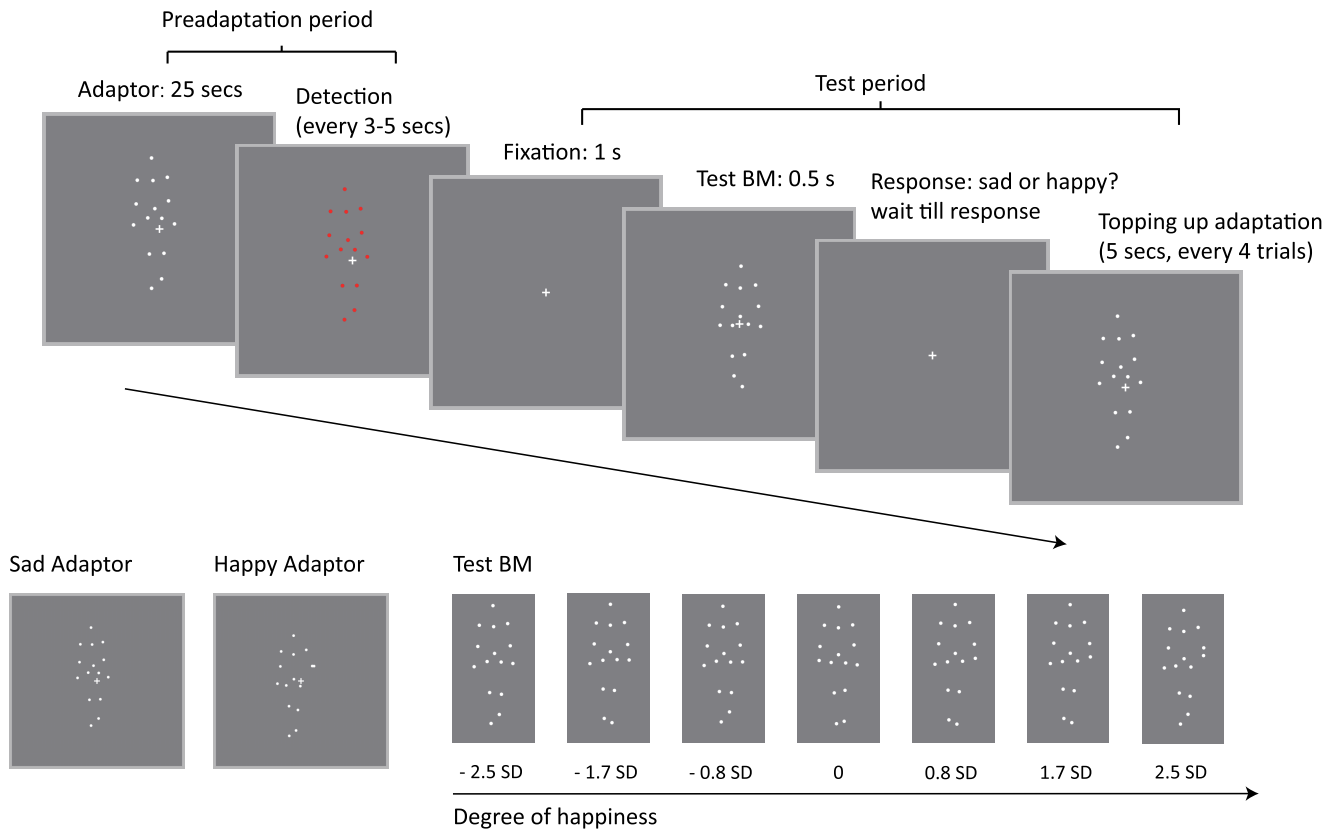 Preadaptation period
Adaptor: 25 secs
Detection
(every 3-5 secs)
Test period
Fixation: 1 s
Test BM: 0.5 s
Response: sad or happy?
wait till response
Topping up adaptation
(5 secs, every 4 trials)
Sad Adaptor
Happy Adaptor
Test BM
- 2.5 SD
- 1.7 SD
- 0.8 SD
0
0.8 SD
1.7 SD
2.5 SD
Degree of happiness